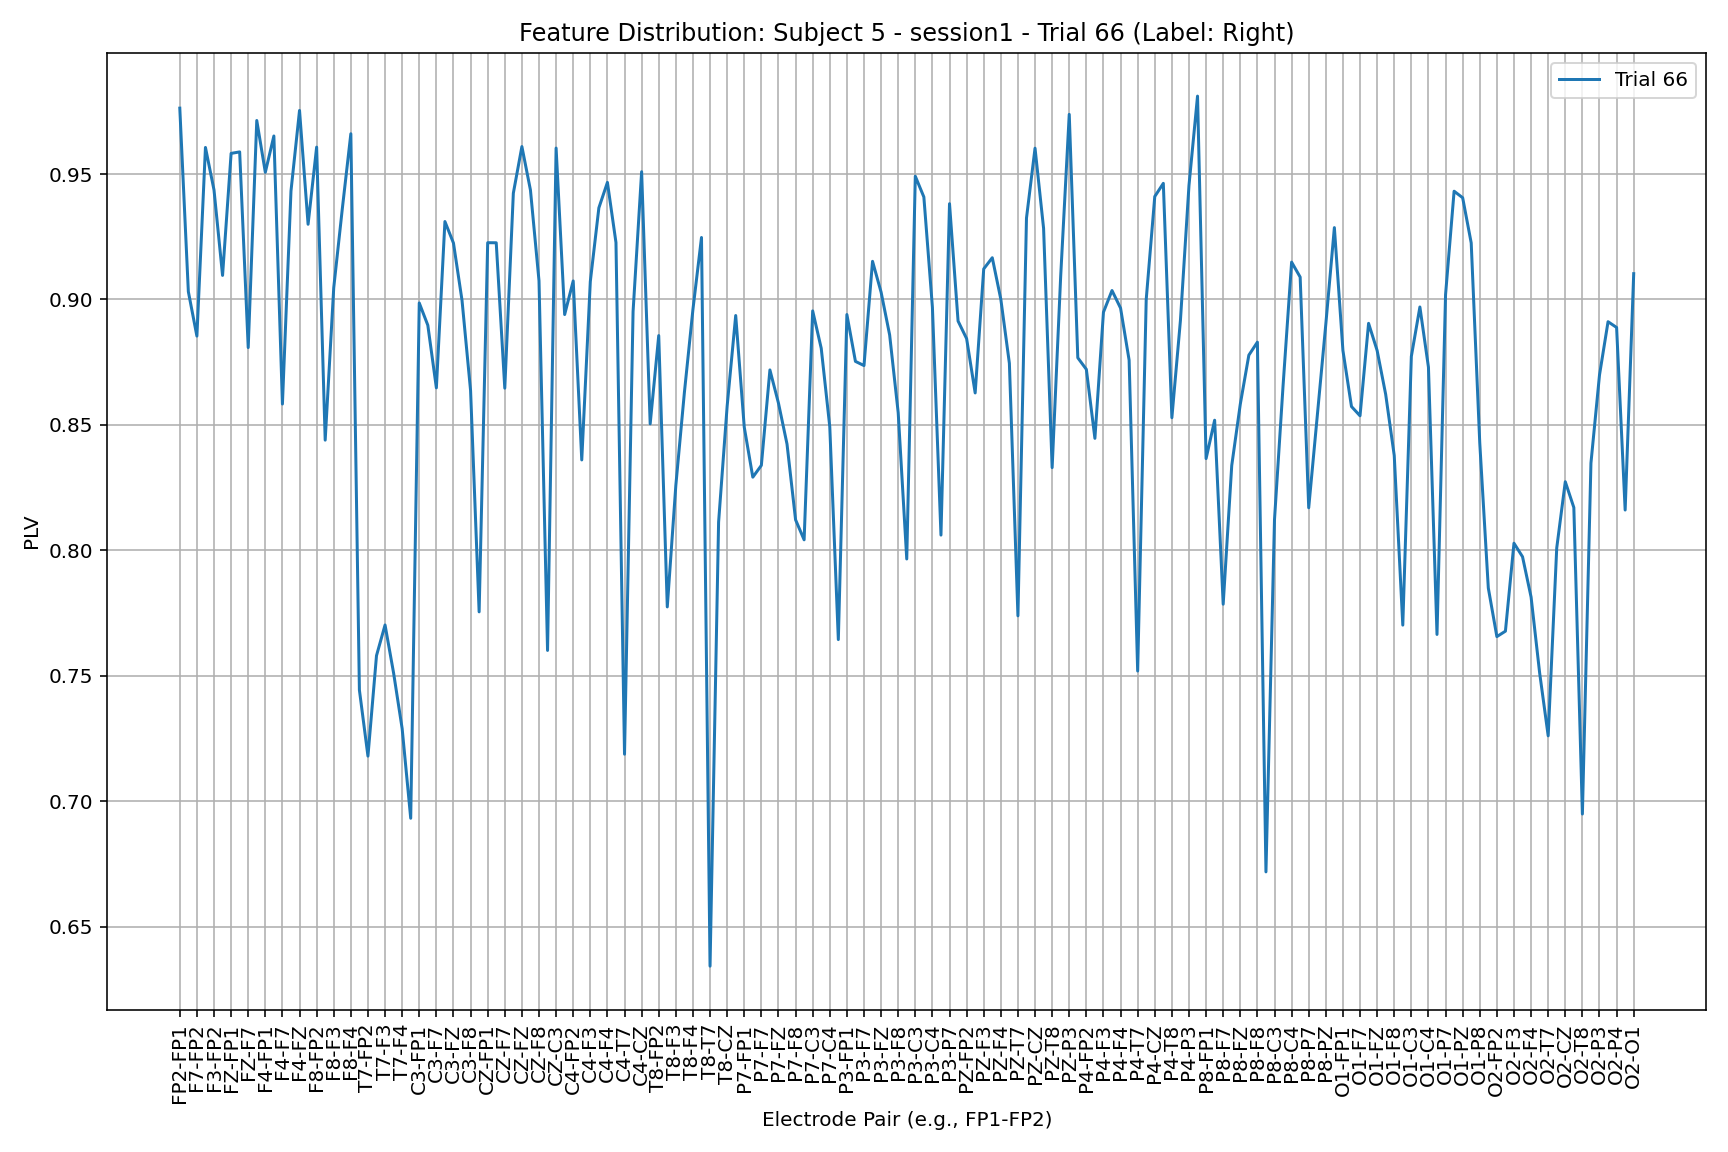 Feature Distribution: Subject 5 - session1 - Trial 66 (Label: Right)
Trial 66
PLV
0.95
0.90
0.85
0.80
0.75
0.70
0.65
FP2-FP1
F7-FP2
F3-FP2
FZ-FP1
FZ-F7
F4-FP1
F4-F7
F4-FZ
F8-FP2
F8-F3
F8-F4
T7-FP2
T7-F3
T7-F4
C3-FP1
C3-F7
C3-FZ
C3-F8
CZ-FP1
CZ-F7
CZ-FZ
CZ-F8
CZ-C3
C4-FP2
C4-F3
C4-F4
C4-T7
C4-CZ
T8-FP2
T8-F3
T8-F4
T8-T7
T8-CZ
P7-FP1
P7-F7
P7-FZ
P7-F8
P7-C3
P7-C4
P3-FP1
P3-F7
P3-FZ
P3-F8
P3-C3
P3-C4
P3-P7
PZ-FP2
PZ-F3
PZ-F4
PZ-T7
PZ-CZ
PZ-T8
PZ-P3
P4-FP2
P4-F3
P4-F4
P4-T7
P4-CZ
P4-T8
P4-P3
P8-FP1
P8-F7
P8-FZ
P8-F8
P8-C3
P8-C4
P8-P7
P8-PZ
O1-FP1
O1-F7
O1-FZ
O1-F8
O1-C3
O1-C4
O1-P7
O1-PZ
O1-P8
O2-FP2
O2-F3
O2-F4
O2-T7
O2-CZ
O2-T8
O2-P3
O2-P4
O2-O1
Electrode Pair (e.g., FP1-FP2)